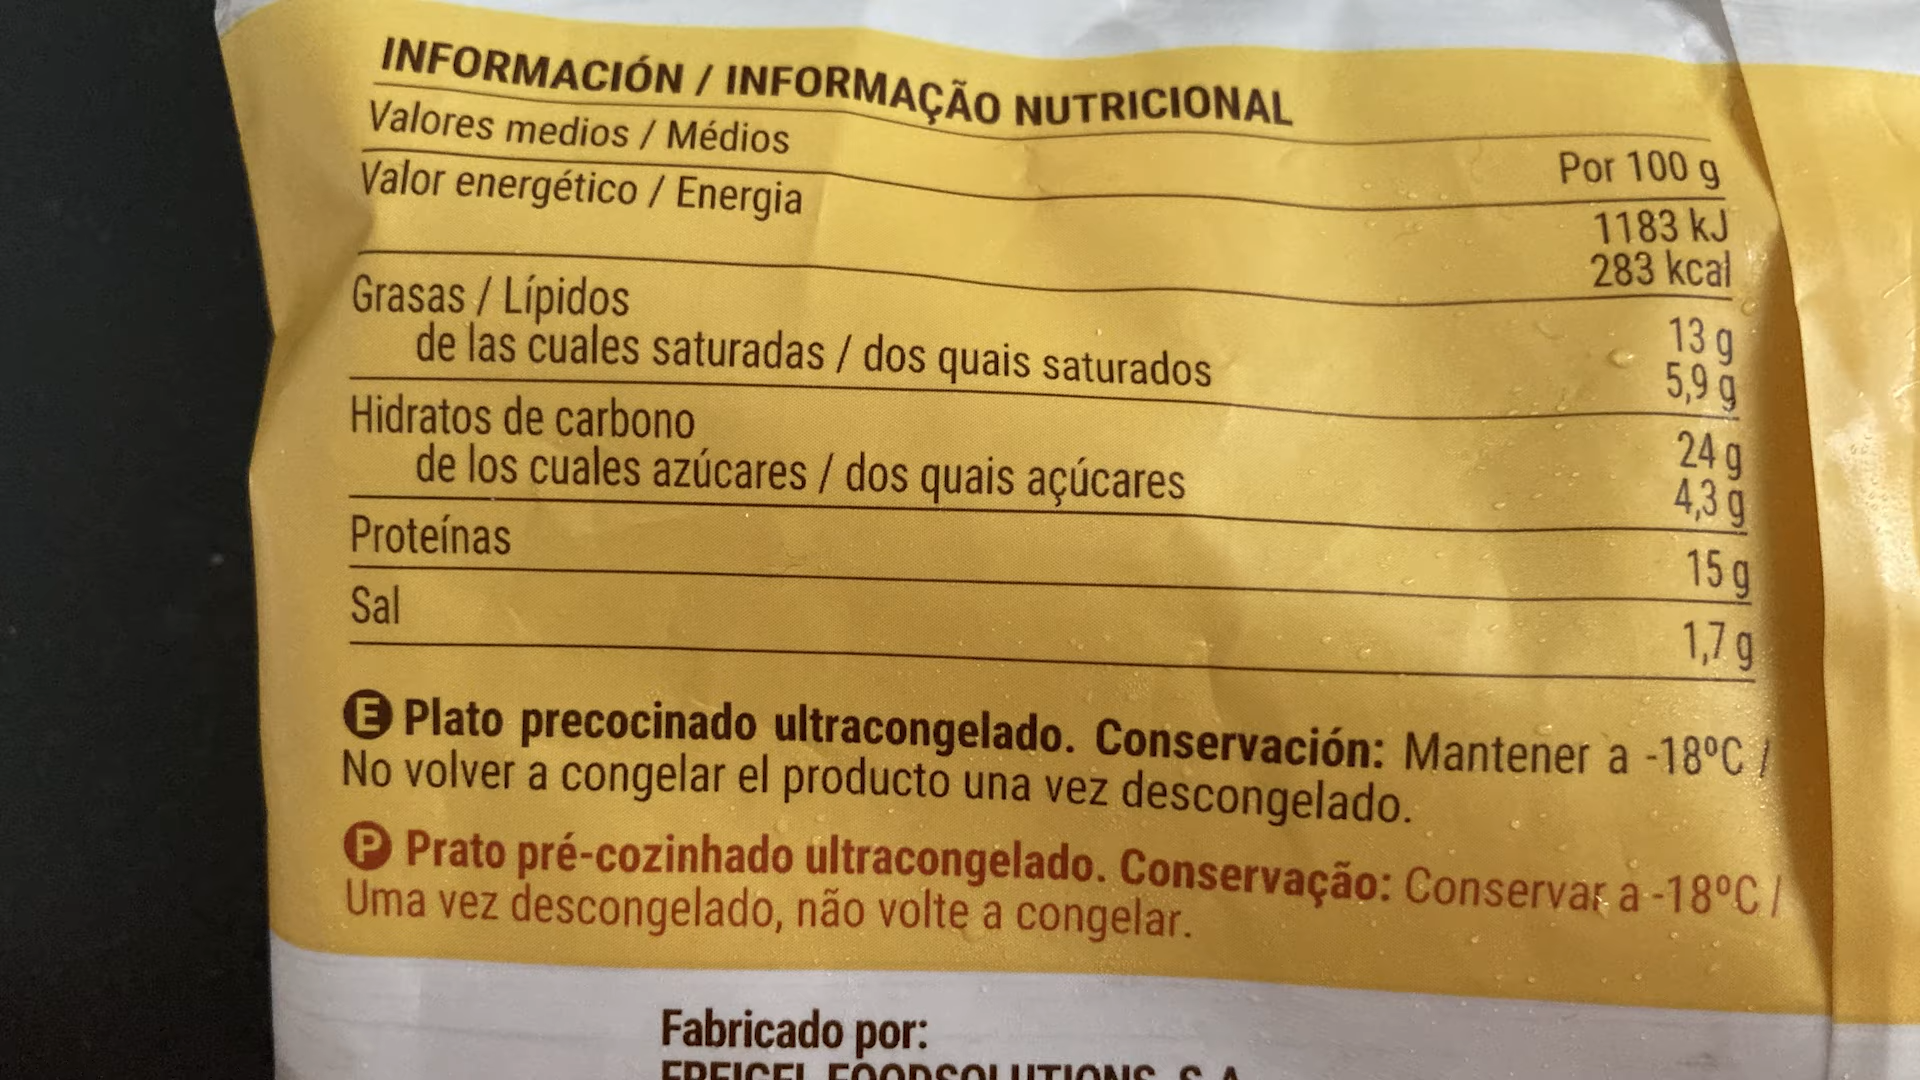 INFORMACIÓN / INFORMAÇÃO NUTRICIONAL
Valores medios / Médios Por 100 g
Valor energético / Energia 1183 kJ
283 kcal
Grasas / Lípidos 13 g
de las cuales saturadas / dos quais saturados 5,9 g
Hidratos de carbono 24 g
de los cuales azúcares / dos quais açúcares 4,3 g
Proteínas 15 g
Sal 1,7 g
E Plato precocinado ultracongelado. Conservación: Mantener a -18ºC /
No volver a congelar el producto una vez descongelado.
P Prato pré-cozinhado ultracongelado. Conservação: Conservar a -18ºC /
Uma vez descongelado, não volte a congelar.
Fabricado por:
FOODSOLUTIONS S.A.